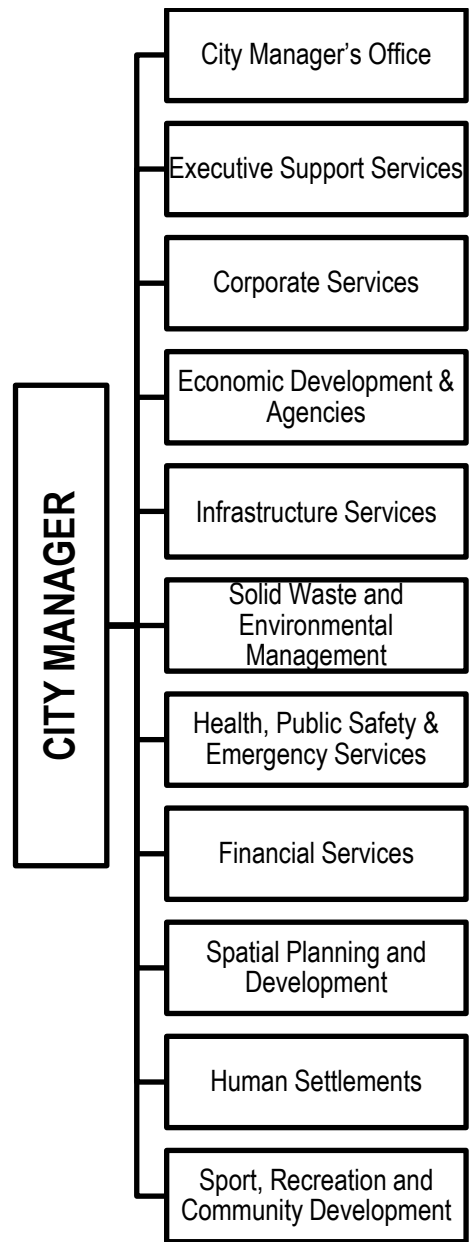 CITY MANAGER
City Manager’s Office
Executive Support Services
Corporate Services
Economic Development &
Agencies
Infrastructure Services
Solid Waste and
Environmental
Management
Health, Public Safety &
Emergency Services
Financial Services
Spatial Planning and
Development
Human Settlements
Sport, Recreation and
Community Development